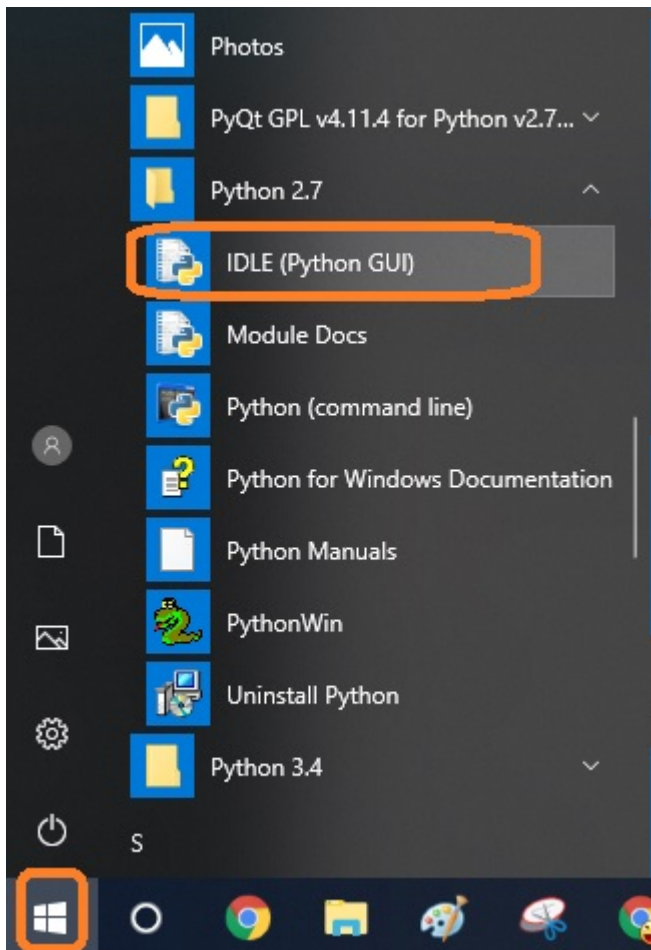 Photos
PyQt GPL v4.11.4 for Python v2.7...
Python 2.7
IDLE (Python GUI)
Module Docs
Python (command line)
Python for Windows Documentation
Python Manuals
PythonWin
Uninstall Python
Python 3.4
S